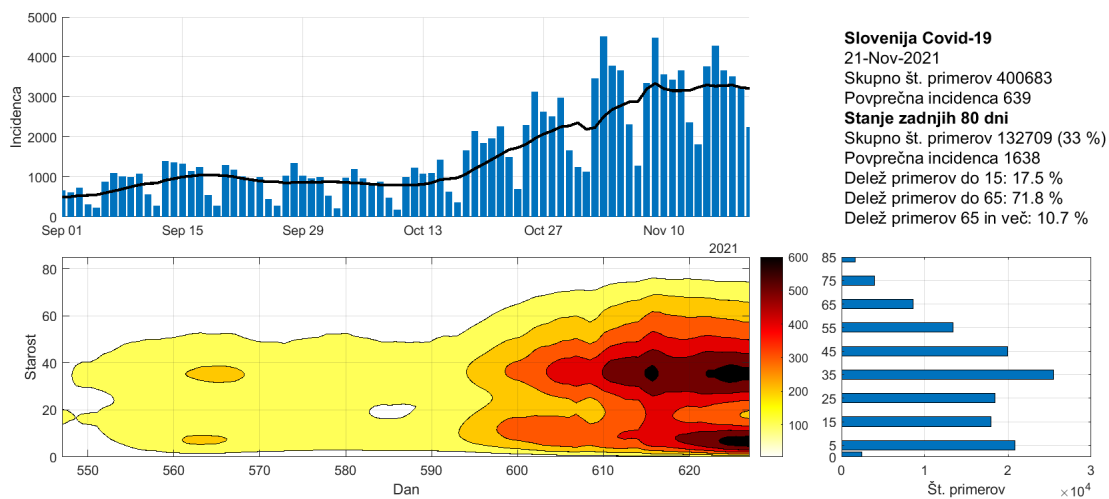 5000
4000
3000
2000
1000
0
Incidenca
Sep 01 Sep 15 Sep 29 Oct 13 Oct 27 Nov 10
2021
Slovenija Covid-19
21-Nov-2021
Skupno št. primerov 400683
Povprečna incidenca 639
Stanje zadnjih 80 dni
Skupno št. primerov 132709 (33 %)
Povprečna incidenca 1638
Delež primerov do 15: 17.5 %
Delež primerov do 65: 71.8 %
Delež primerov 65 in več: 10.7 %
80
60
40
20
0
Starost
550 560 570 580 590 600 610 620
Dan
600
500
400
300
200
100
85
75
65
55
45
35
25
15
5
0
0 1 2 3
×10^4
Št. primerov